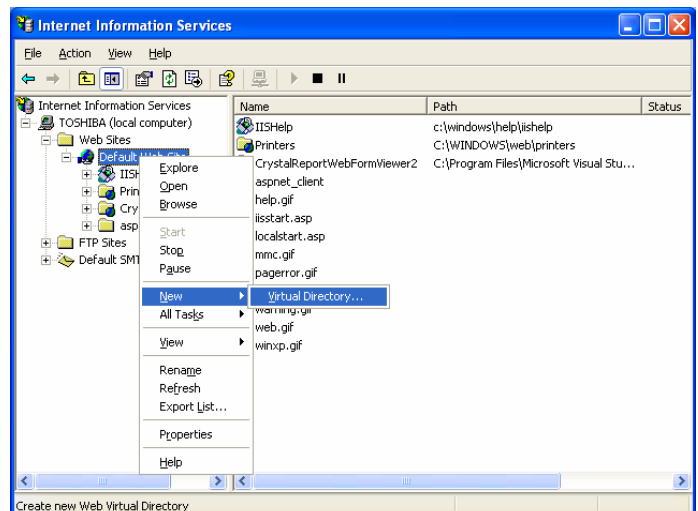 Internet Information Services
File Action View Help
Internet Information Services
TOSHIBA (local computer)
Web Sites
Default Web Site
IISH
Prin
Cry
asp
FTP Sites
Default SMT
Explore
Open
Browse
Start
Stop
Pause
New
All Tasks
View
Rename
Refresh
Export List...
Properties
Help
Virtual Directory...
Name Path Status
IISHelp c:\windows\help\iishelp
Printers C:\WINDOWS\web\printers
CrystalReportWebFormViewer2 C:\Program Files\Microsoft Visual Stu...
aspnet_client
help.gif
iisstart.asp
localstart.asp
mmc.gif
pagerror.gif
warning.gif
web.gif
winxp.gif
Create new Web Virtual Directory